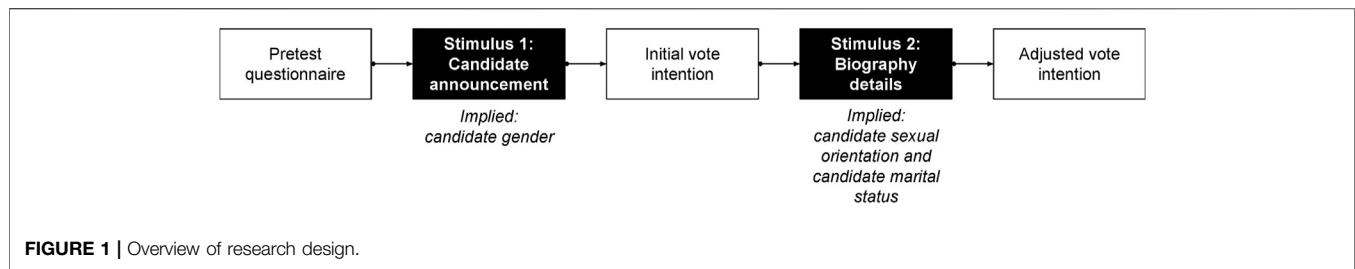 Pretest
questionnaire
Stimulus 1:
Candidate
announcement
Implied:
candidate gender
Initial vote
intention
Stimulus 2:
Biography
details
Implied:
candidate sexual
orientation and
candidate marital
status
Adjusted vote
intention
FIGURE 1 | Overview of research design.